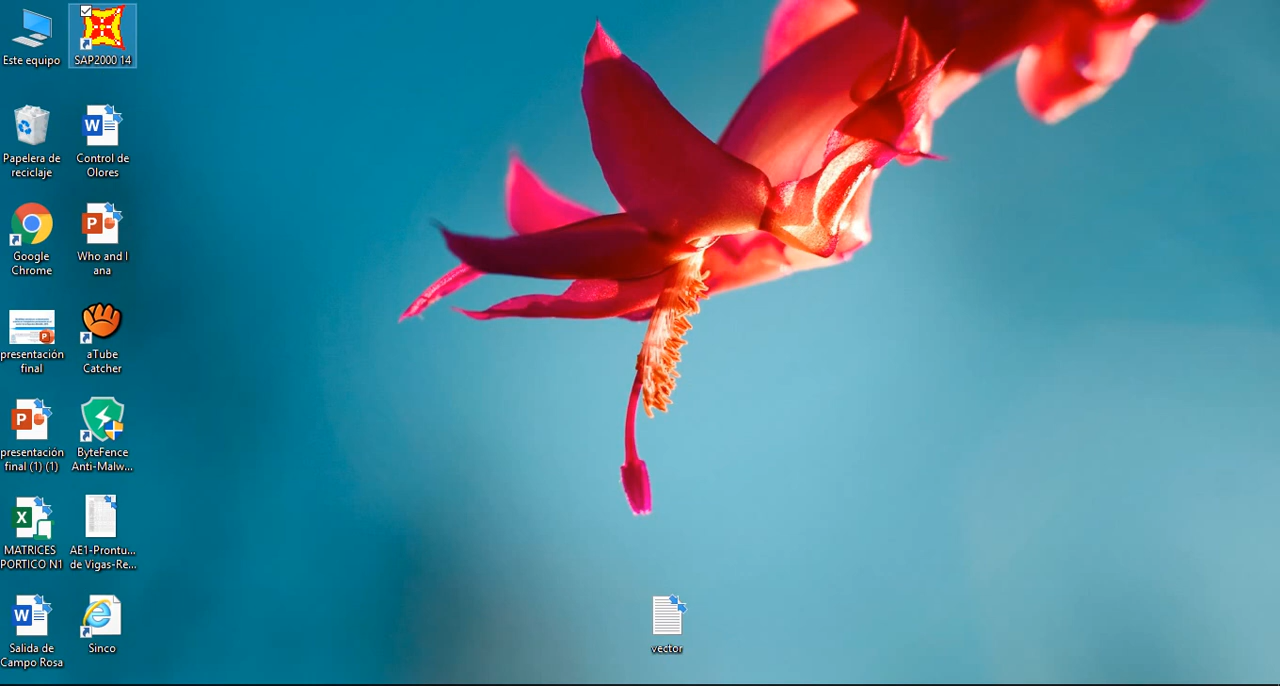 Este equipo
SAP2000 14
Papelera de
reciclaje
Control de
Olores
Google
Chrome
Who and I
ana
presentación
final
aTube
Catcher
presentación
final (1) (1)
ByteFence
Anti-Malw...
MATRICES
PORTICO N1
AE1-Prontu...
de Vigas-Re...
Salida de
Campo Rosa
Sinco
vector